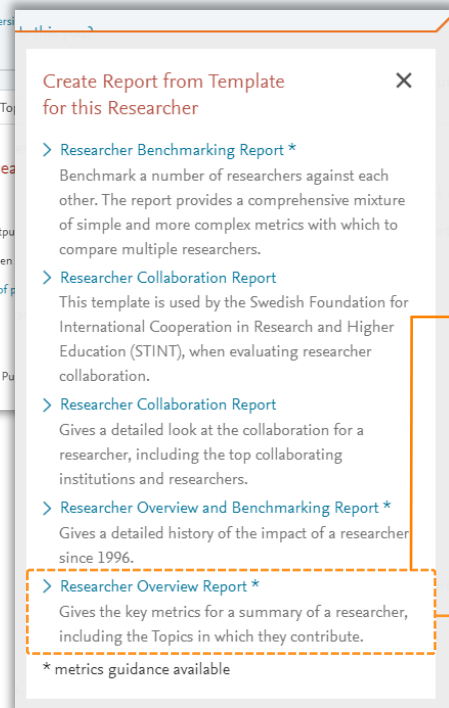 Create Report from Template
for this Researcher
> Researcher Benchmarking Report *
Benchmark a number of researchers against each
other. The report provides a comprehensive mixture
of simple and more complex metrics with which to
compare multiple researchers.
> Researcher Collaboration Report
This template is used by the Swedish Foundation for
International Cooperation in Research and Higher
Education (STINT), when evaluating researcher
collaboration.
> Researcher Collaboration Report
Gives a detailed look at the collaboration for a
researcher, including the top collaborating
institutions and researchers.
> Researcher Overview and Benchmarking Report *
Gives a detailed history of the impact of a researcher
since 1996.
> Researcher Overview Report *
Gives the key metrics for a summary of a researcher,
including the Topics in which they contribute.
* metrics guidance available